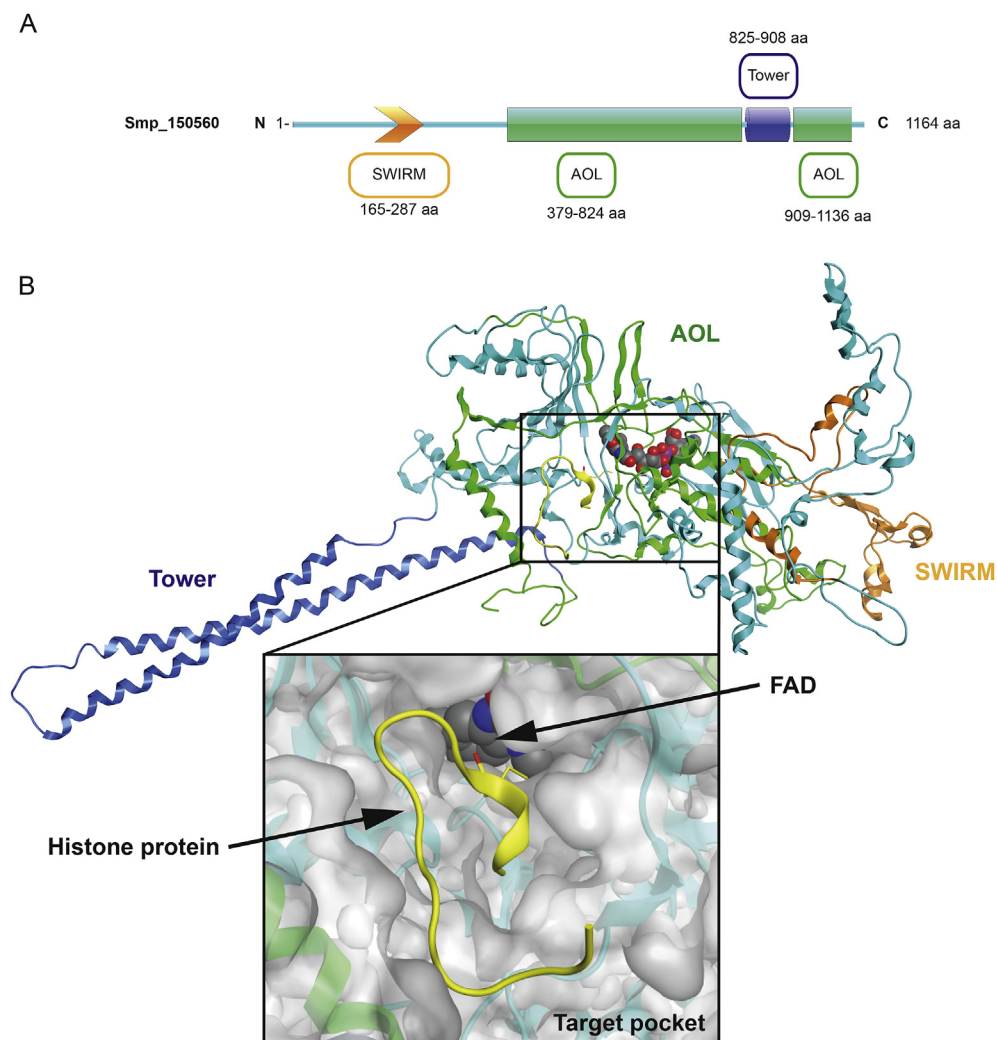 A
825-908 aa
Tower
Smp_150560 N 1- C 1164 aa
SWIRM AOL AOL
165-287 aa 379-824 aa 909-1136 aa
B
AOL
Tower
SWIRM
FAD
Histone protein
Target pocket